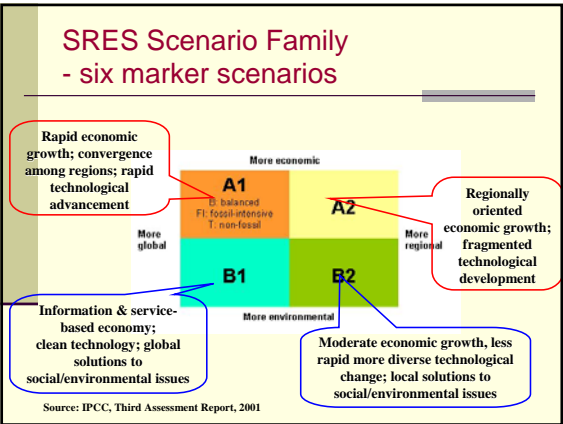 SRES Scenario Family
- six marker scenarios
Rapid economic
growth; convergence
among regions; rapid
technological
advancement
More economic
A1
B: balanced
FI: fossil-intensive
T: non-fossil
A2
More
global
More
regional
Regionally
oriented
economic growth;
fragmented
technological
development
B1
B2
More environmental
Information & service-
based economy;
clean technology; global
solutions to
social/environmental issues
Moderate economic growth, less
rapid more diverse technological
change; local solutions to
social/environmental issues
Source: IPCC, Third Assessment Report, 2001